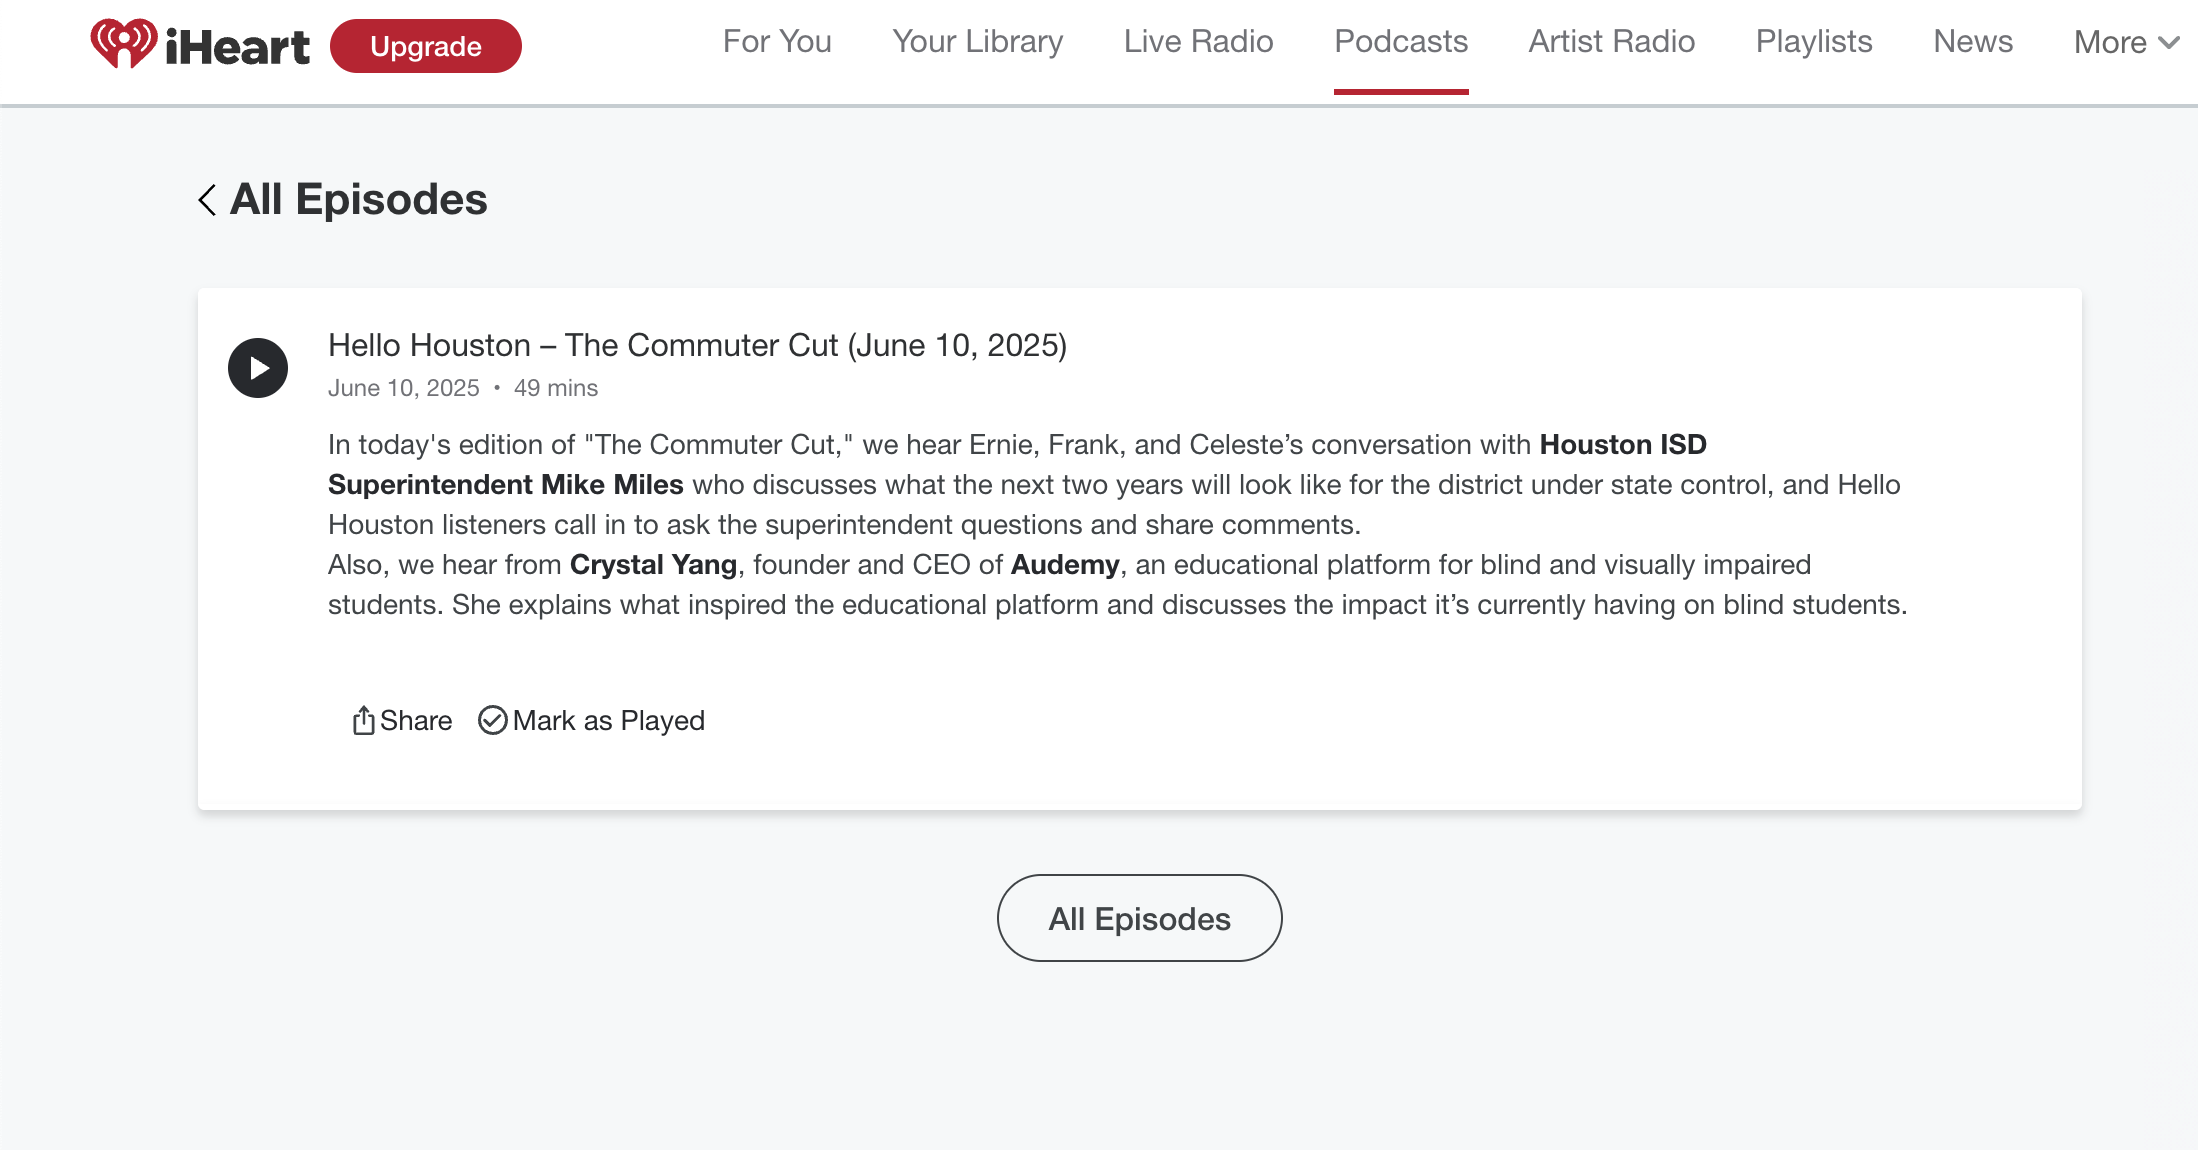 iHeart
Upgrade
For You
Your Library
Live Radio
Podcasts
Artist Radio
Playlists
News
More
All Episodes
Hello Houston – The Commuter Cut (June 10, 2025)
June 10, 2025 • 49 mins
In today's edition of "The Commuter Cut," we hear Ernie, Frank, and Celeste’s conversation with Houston ISD
Superintendent Mike Miles who discusses what the next two years will look like for the district under state control, and Hello
Houston listeners call in to ask the superintendent questions and share comments.
Also, we hear from Crystal Yang, founder and CEO of Audemy, an educational platform for blind and visually impaired
students. She explains what inspired the educational platform and discusses the impact it’s currently having on blind students.
Share
Mark as Played
All Episodes